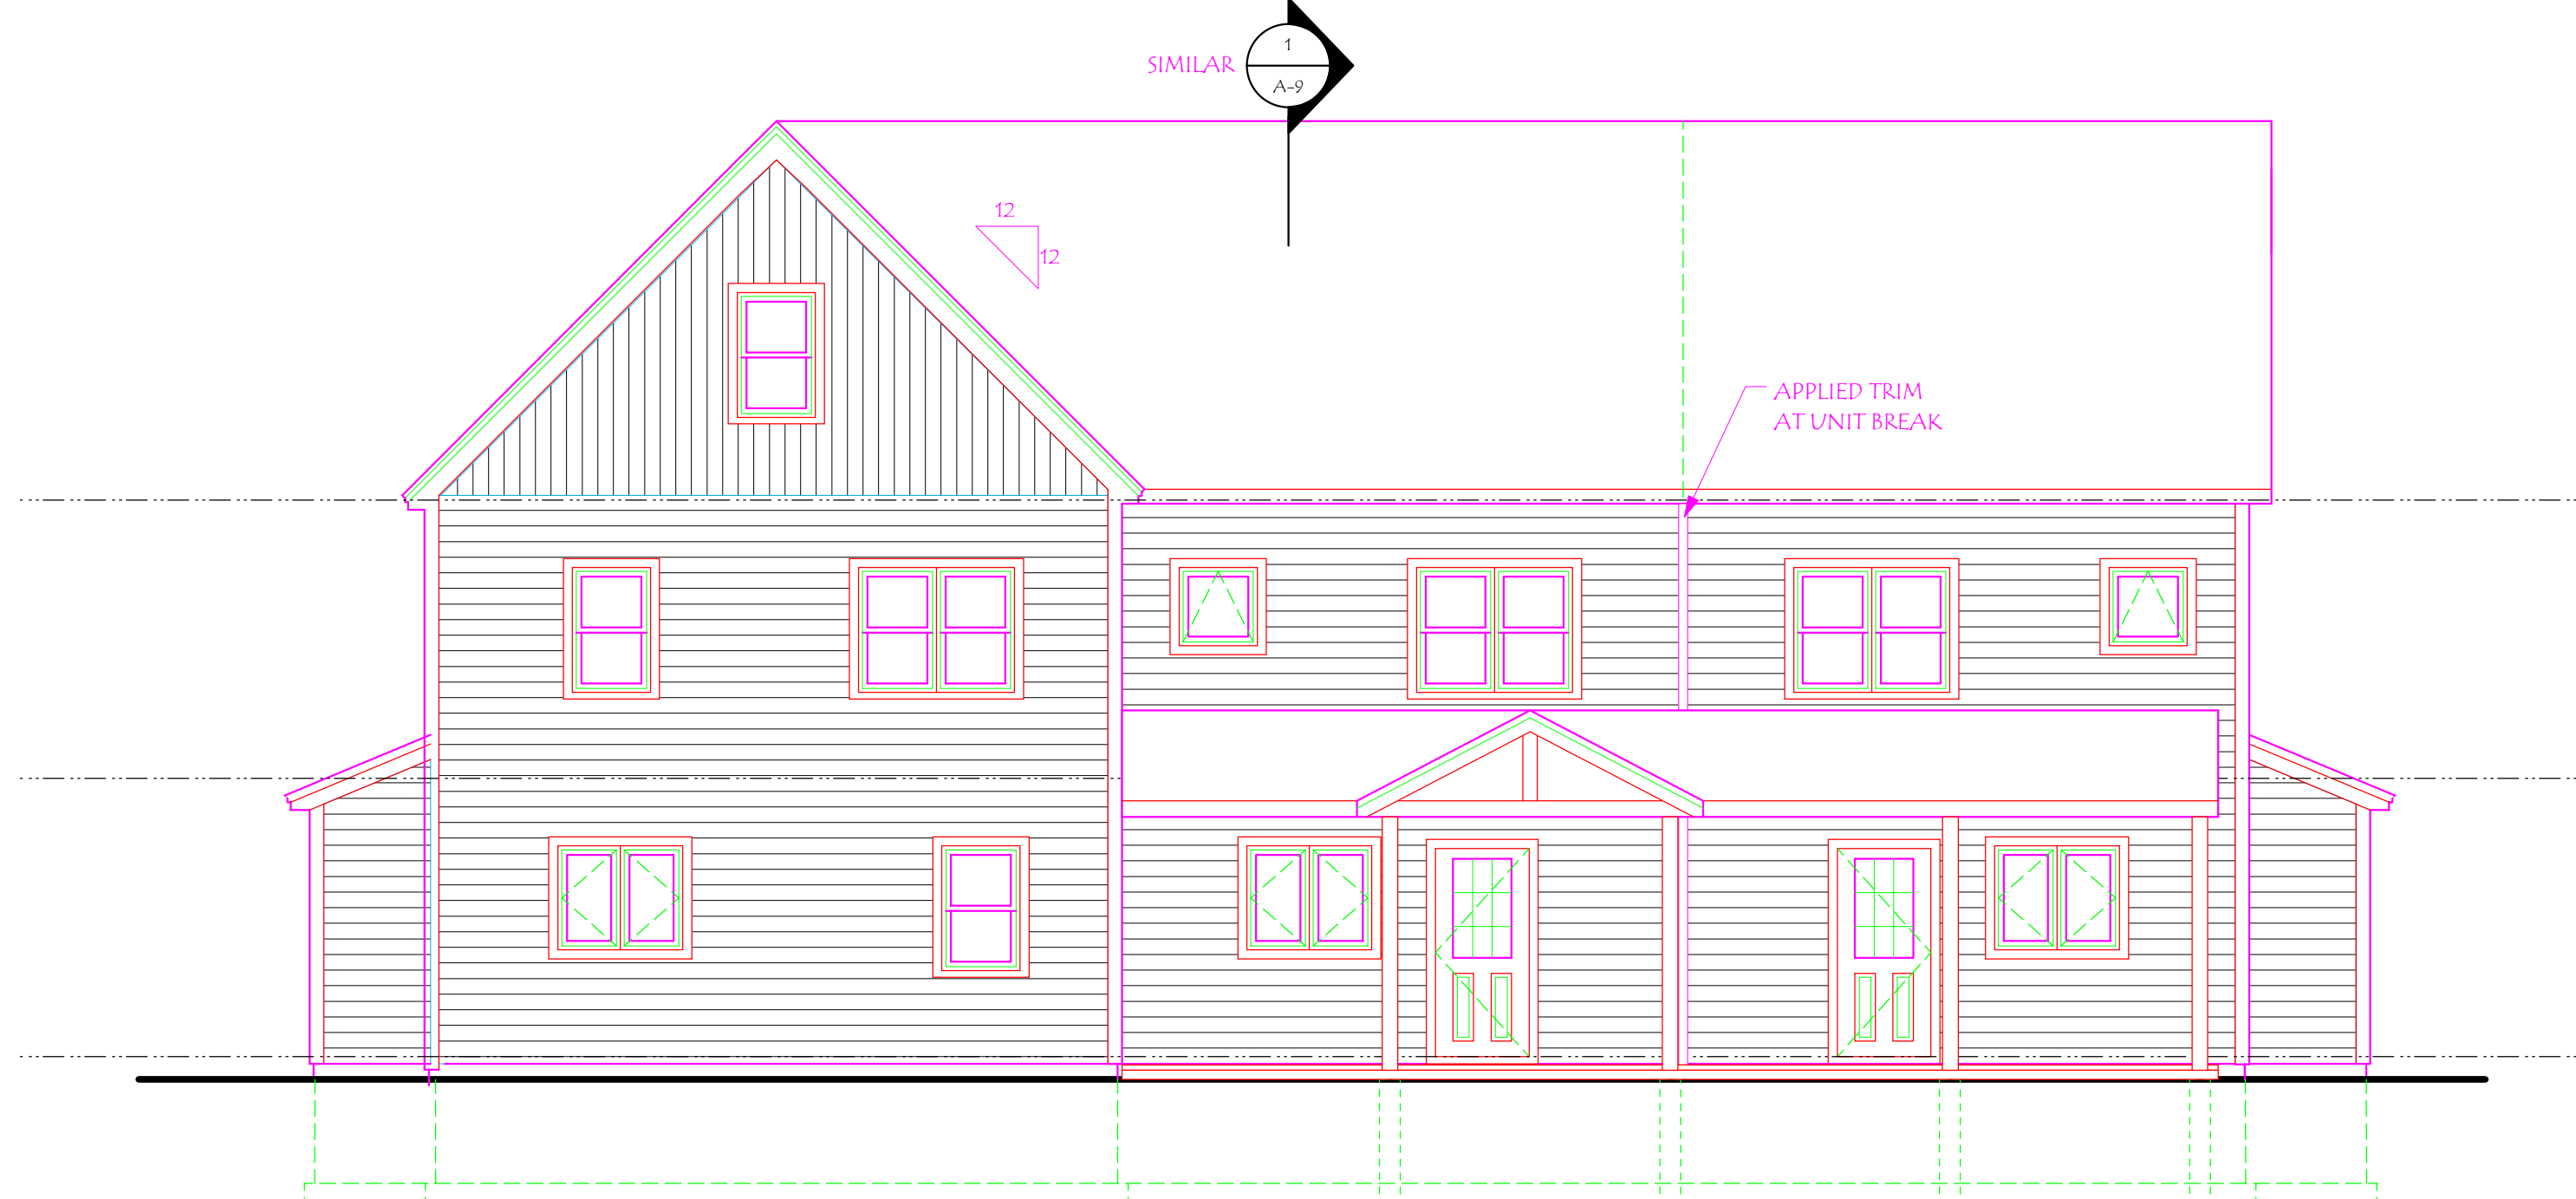 1
SIMILAR
A-9
12
12
APPLIED TRIM
AT UNIT BREAK